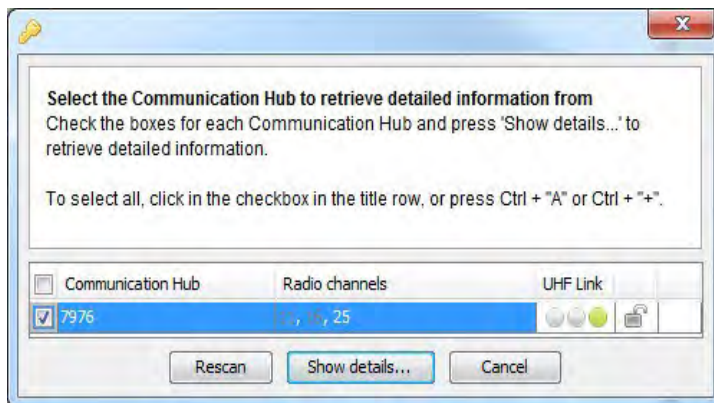 Select the Communication Hub to retrieve detailed information from
Check the boxes for each Communication Hub and press 'Show details...' to
retrieve detailed information.
To select all, click in the checkbox in the title row, or press Ctrl + "A" or Ctrl + "+".
Communication Hub Radio channels UHF Link
7976 , , 25
Rescan Show details... Cancel